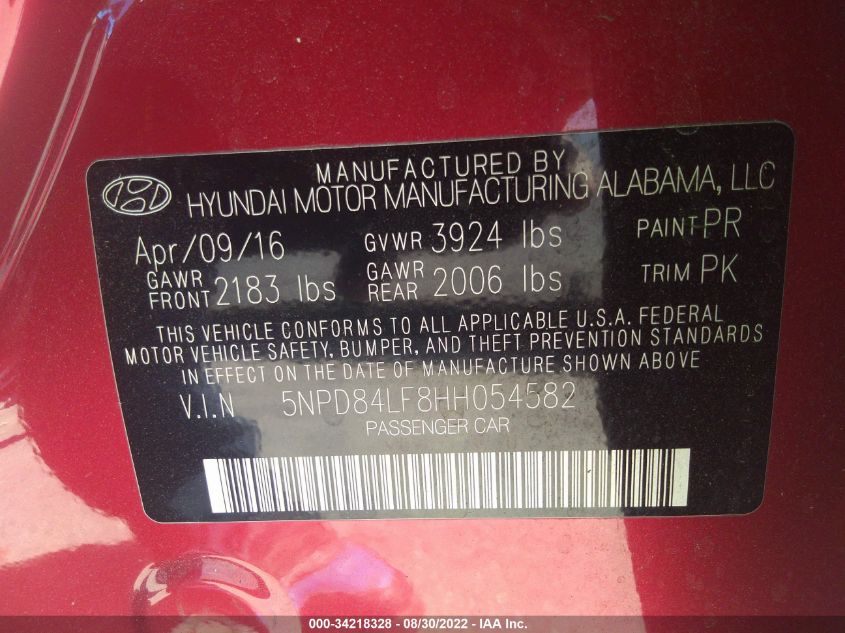 MANUFACTURED BY
HYUNDAI MOTOR MANUFACTURING ALABAMA, LLC
Apr/09/16 GVWR 3924 lbs PAINT PR
GAWR FRONT 2183 lbs GAWR REAR 2006 lbs TRIM PK
THIS VEHICLE CONFORMS TO ALL APPLICABLE U.S.A. FEDERAL
MOTOR VEHICLE SAFETY, BUMPER, AND THEFT PREVENTION STANDARDS
IN EFFECT ON THE DATE OF MANUFACTURE SHOWN ABOVE.
V.I.N 5NPD84LF8HH054582
PASSENGER CAR
000-34218328 - 08/30/2022 - IAA Inc.